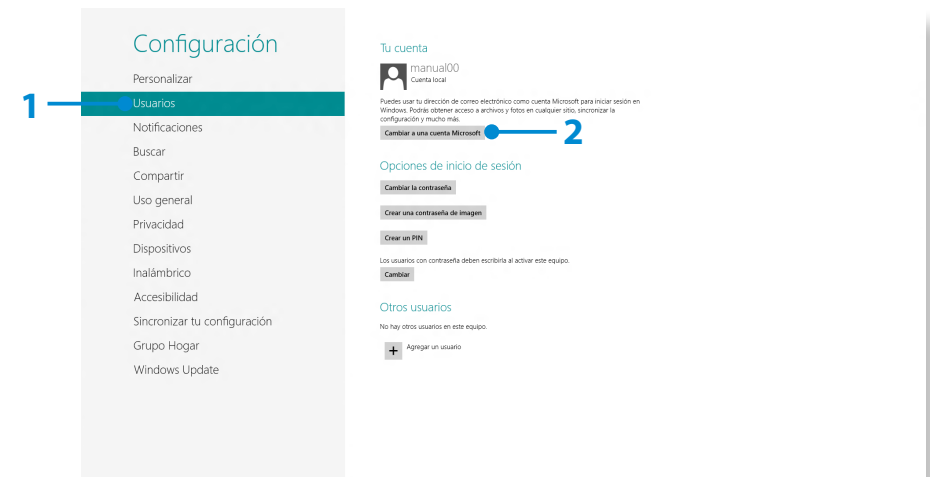 Configuración
Personalizar
1
Usuarios
Notificaciones
Buscar
Compartir
Uso general
Privacidad
Dispositivos
Inalámbrico
Accesibilidad
Sincronizar tu configuración
Grupo Hogar
Windows Update
Tu cuenta
manual00
Cuenta local
Puedes usar tu dirección de correo electrónico como cuenta Microsoft para iniciar sesión en
Windows. Podrás obtener acceso a archivos y fotos en cualquier sitio, sincronizar la
configuración y mucho más.
Cambiar a una cuenta Microsoft
2
Opciones de inicio de sesión
Cambiar la contraseña
Crear una contraseña de imagen
Crear un PIN
Los usuarios con contraseña deben escribirla al activar este equipo.
Cambiar
Otros usuarios
No hay otros usuarios en este equipo.
+ Agregar un usuario